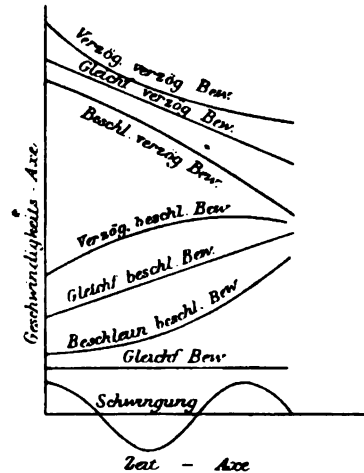 Verzög. verzög Bew.
Gleichf verzög Bew.
Beschl. verzög Bew.
Geschwindigkeits - Axe
Verzög. beschl. Bew
Gleichf beschl. Bew.
Beschleun beschl. Bew
Gleichf Bew
Schwingung
Zeit - Axe